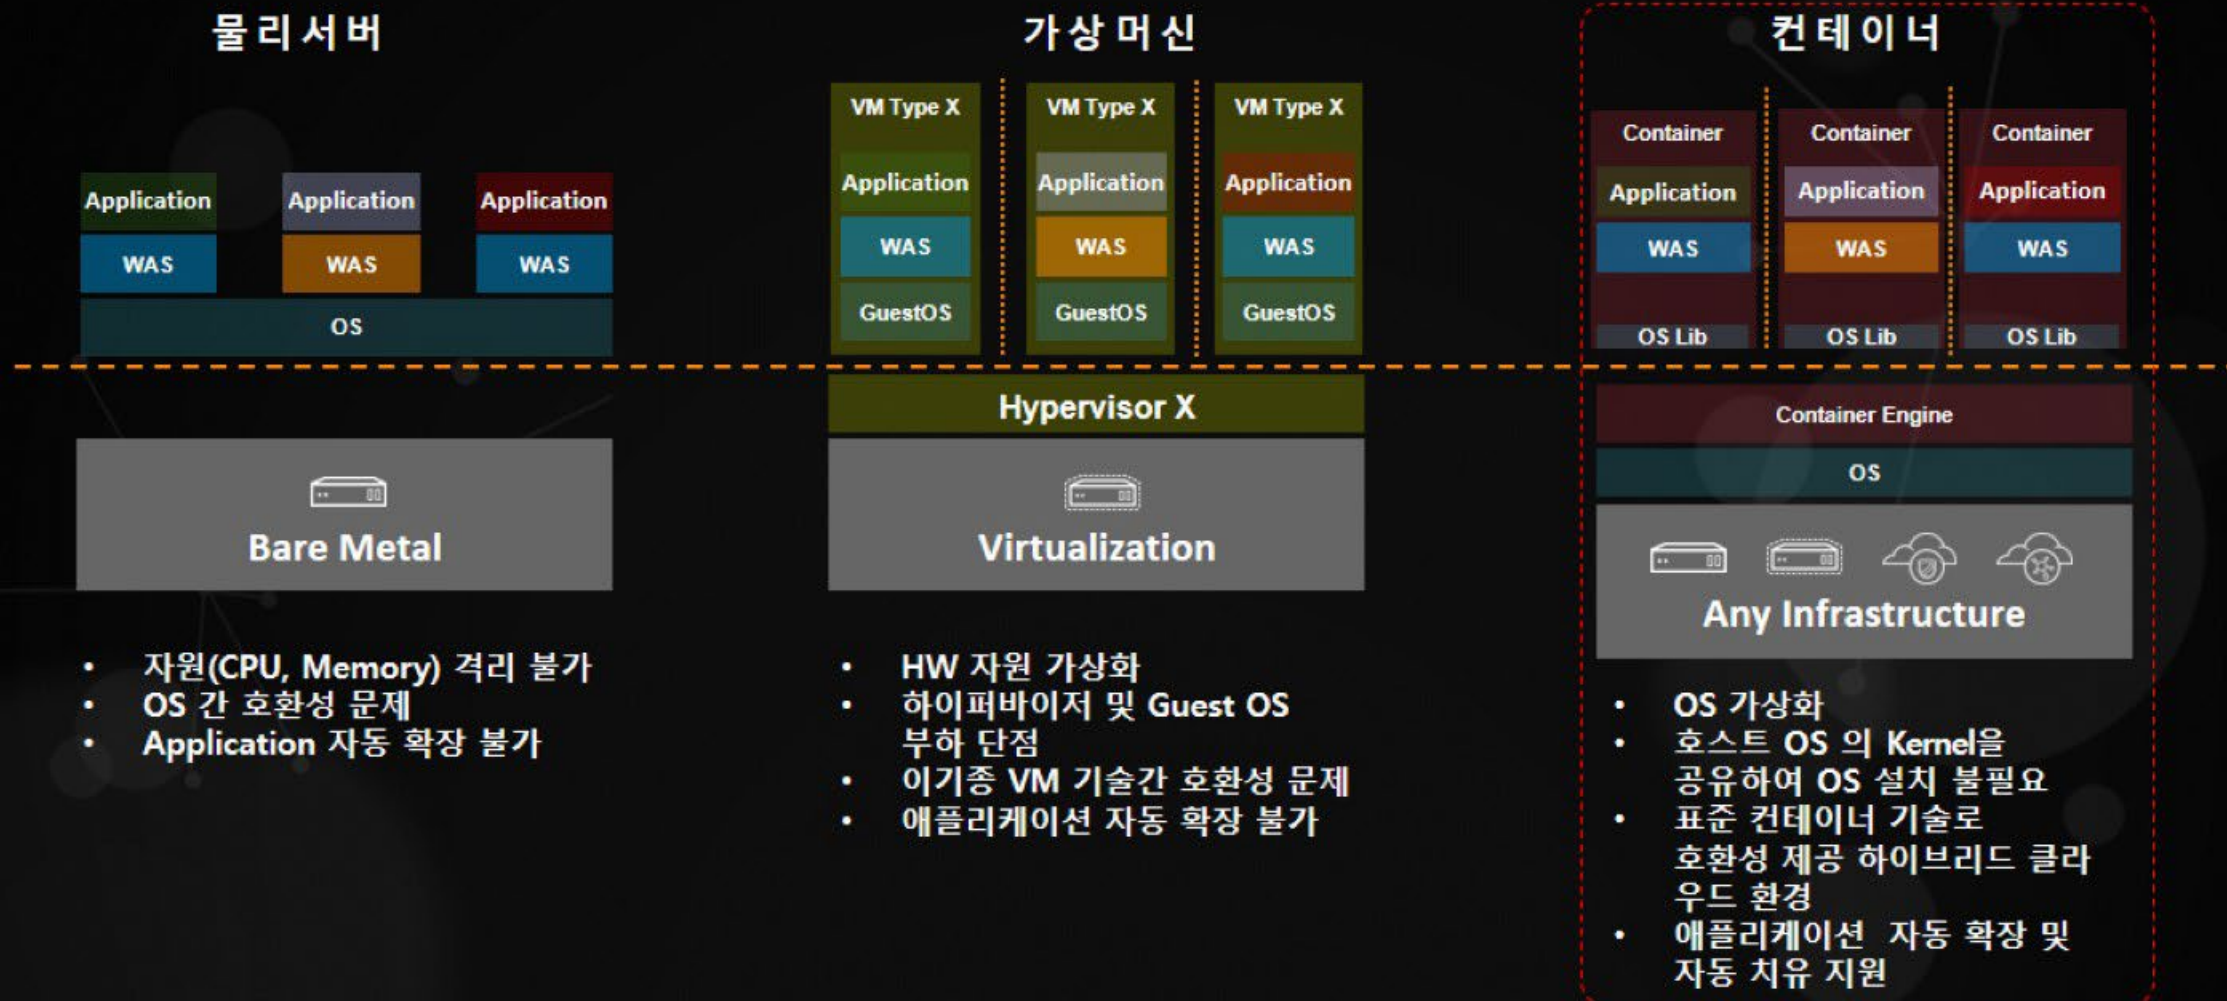 물리서버
Application Application Application
WAS WAS WAS
OS
Bare Metal
• 자원(CPU, Memory) 격리 불가
• OS 간 호환성 문제
• Application 자동 확장 불가
가상머신
VM Type X VM Type X VM Type X
Application Application Application
WAS WAS WAS
GuestOS GuestOS GuestOS
Hypervisor X
Virtualization
• HW 자원 가상화
• 하이퍼바이저 및 Guest OS
부하 단점
• 이기종 VM 기술간 호환성 문제
• 애플리케이션 자동 확장 불가
컨테이너
Container Container Container
Application Application Application
WAS WAS WAS
OS Lib OS Lib OS Lib
Container Engine
OS
Any Infrastructure
• OS 가상화
• 호스트 OS 의 Kernel을
공유하여 OS 설치 불필요
• 표준 컨테이너 기술로
호환성 제공 하이브리드 클라
우드 환경
• 애플리케이션 자동 확장 및
자동 치유 지원